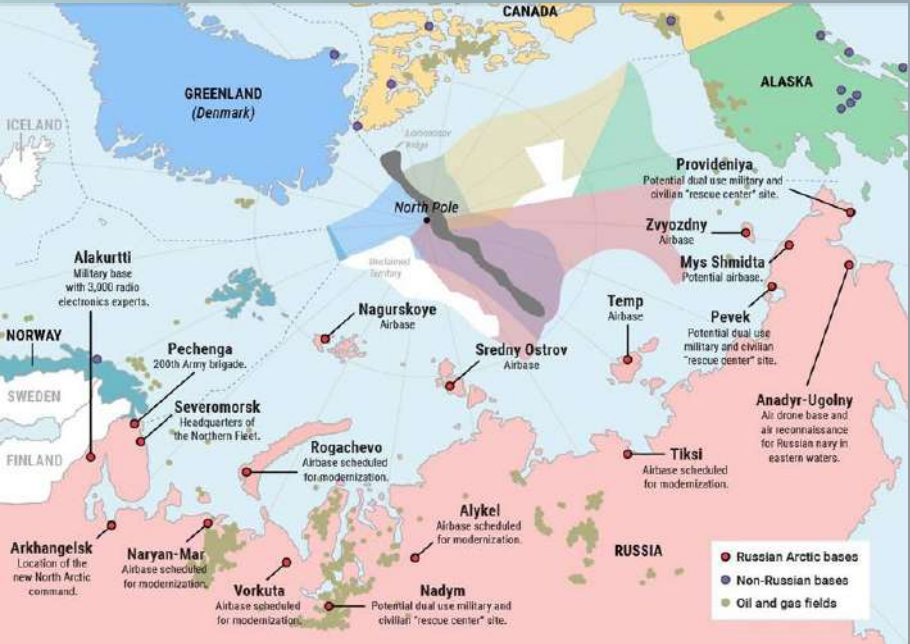 CANADA
GREENLAND
(Denmark)
ALASKA
ICELAND
Lomonosov
Ridge
North Pole
Unclaimed
Territory
Provideniya
Potential dual use military and
civilian "rescue center" site.
Zvyozdny
Airbase
Mys Shmidta
Potential airbase.
Pevek
Potential dual use
military and civilian
"rescue center" site.
Anadyr-Ugolny
Air drone base and
air reconnaissance
for Russian navy in
eastern waters.
Alakurtti
Military base
with 3,000 radio
electronics experts.
Nagurskoye
Airbase
Temp
Airbase
Sredny Ostrov
Airbase
NORWAY
Pechenga
200th Army brigade.
SWEDEN
Severomorsk
Headquarters of
the Northern Fleet.
FINLAND
Rogachevo
Airbase scheduled
for modernization.
Tiksi
Airbase scheduled
for modernization.
Alykel
Airbase scheduled
for modernization.
Arkhangelsk
Location of the
new North Arctic
command.
Naryan-Mar
Airbase scheduled
for modernization.
Vorkuta
Airbase scheduled
for modernization.
Nadym
Potential dual use military and
civilian "rescue center" site.
RUSSIA
Russian Arctic bases
Non-Russian bases
Oil and gas fields